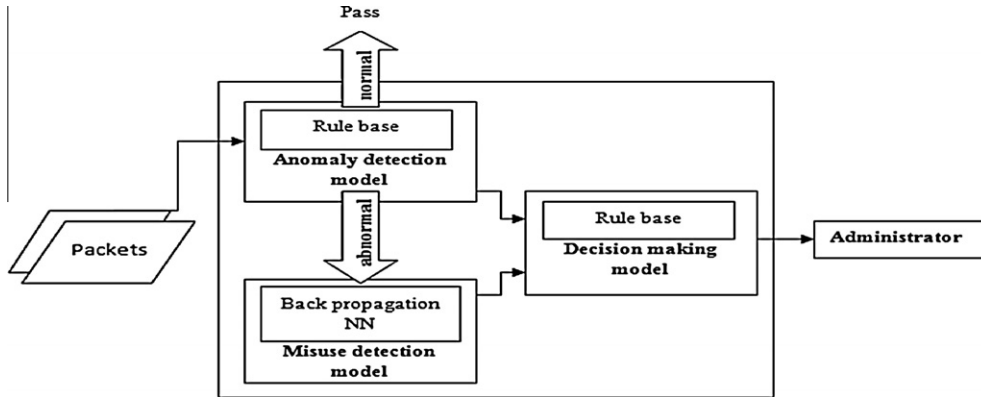 Pass
normal
Rule base
Anomaly detection
model
abnormal
Packets
Back propagation
NN
Misuse detection
model
Rule base
Decision making
model
Administrator